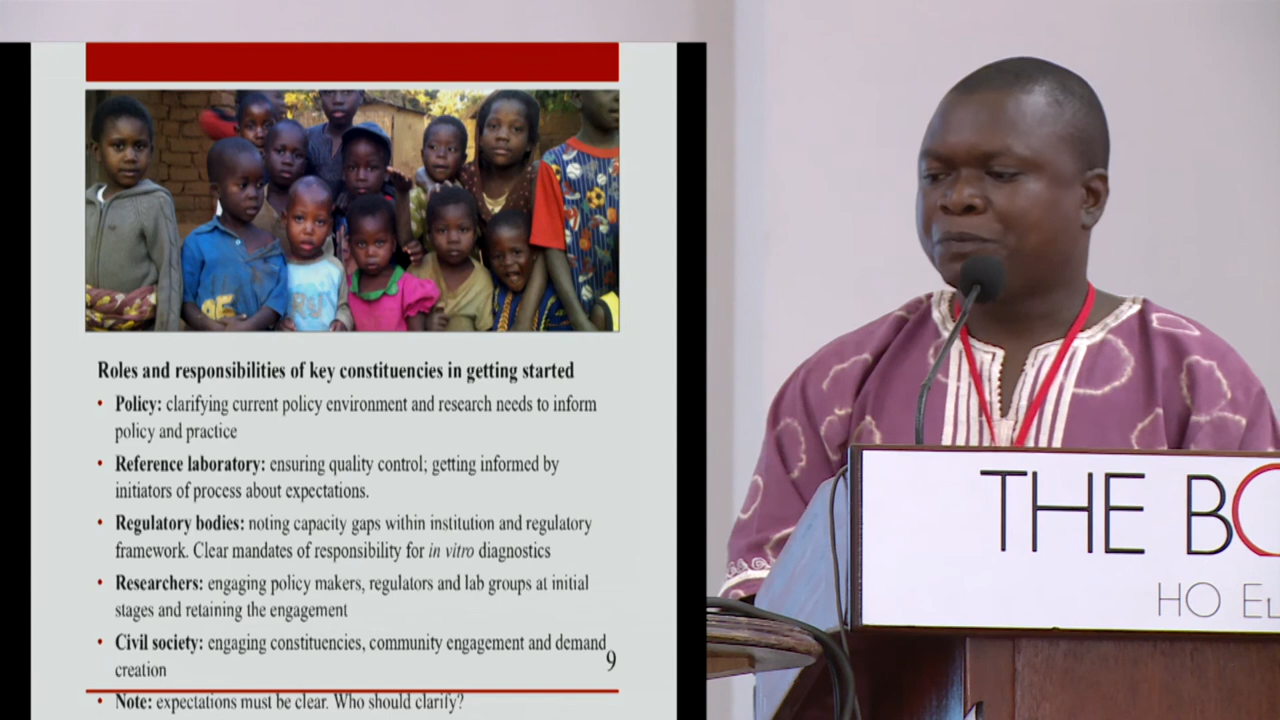 Roles and responsibilities of key constituencies in getting started
• Policy: clarifying current policy environment and research needs to inform
policy and practice
• Reference laboratory: ensuring quality control; getting informed by
initiators of process about expectations.
• Regulatory bodies: noting capacity gaps within institution and regulatory
framework. Clear mandates of responsibility for in vitro diagnostics
• Researchers: engaging policy makers, regulators and lab groups at initial
stages and retaining the engagement
• Civil society: engaging constituencies, community engagement and demand
creation
9
• Note: expectations must be clear. Who should clarify?
THE BO
HO EL